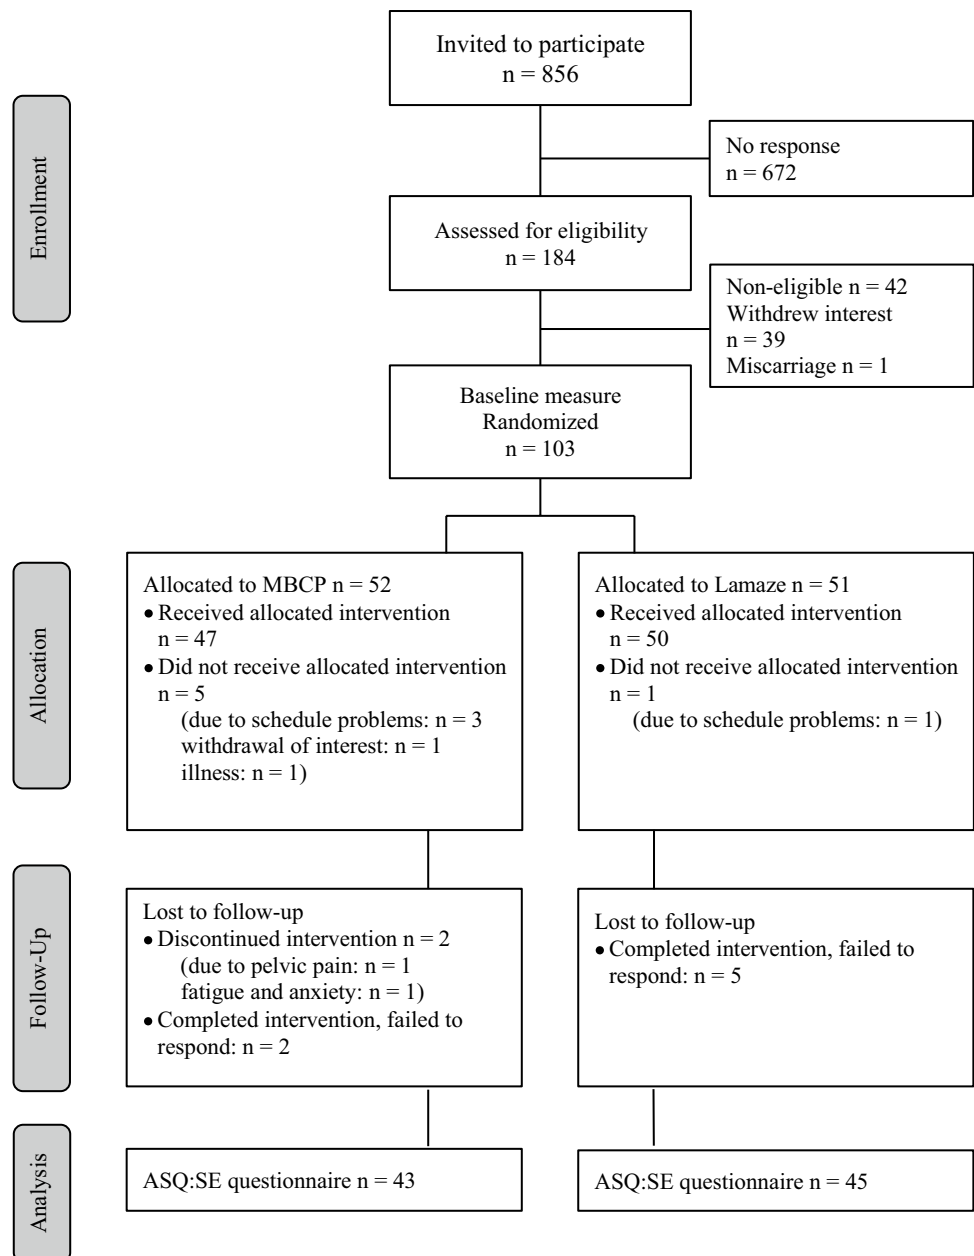 Enrollment
Invited to participate
n = 856
No response
n = 672
Assessed for eligibility
n = 184
Non-eligible n = 42
Withdrew interest
n = 39
Miscarriage n = 1
Baseline measure
Randomized
n = 103
Allocation
Allocated to MBCP n = 52
• Received allocated intervention
n = 47
• Did not receive allocated intervention
n = 5
(due to schedule problems: n = 3
withdrawal of interest: n = 1
illness: n = 1)
Allocated to Lamaze n = 51
• Received allocated intervention
n = 50
• Did not receive allocated intervention
n = 1
(due to schedule problems: n = 1)
Follow-Up
Lost to follow-up
• Discontinued intervention n = 2
(due to pelvic pain: n = 1
fatigue and anxiety: n = 1)
• Completed intervention, failed to
respond: n = 2
Lost to follow-up
• Completed intervention, failed to
respond: n = 5
Analysis
ASQ:SE questionnaire n = 43
ASQ:SE questionnaire n = 45